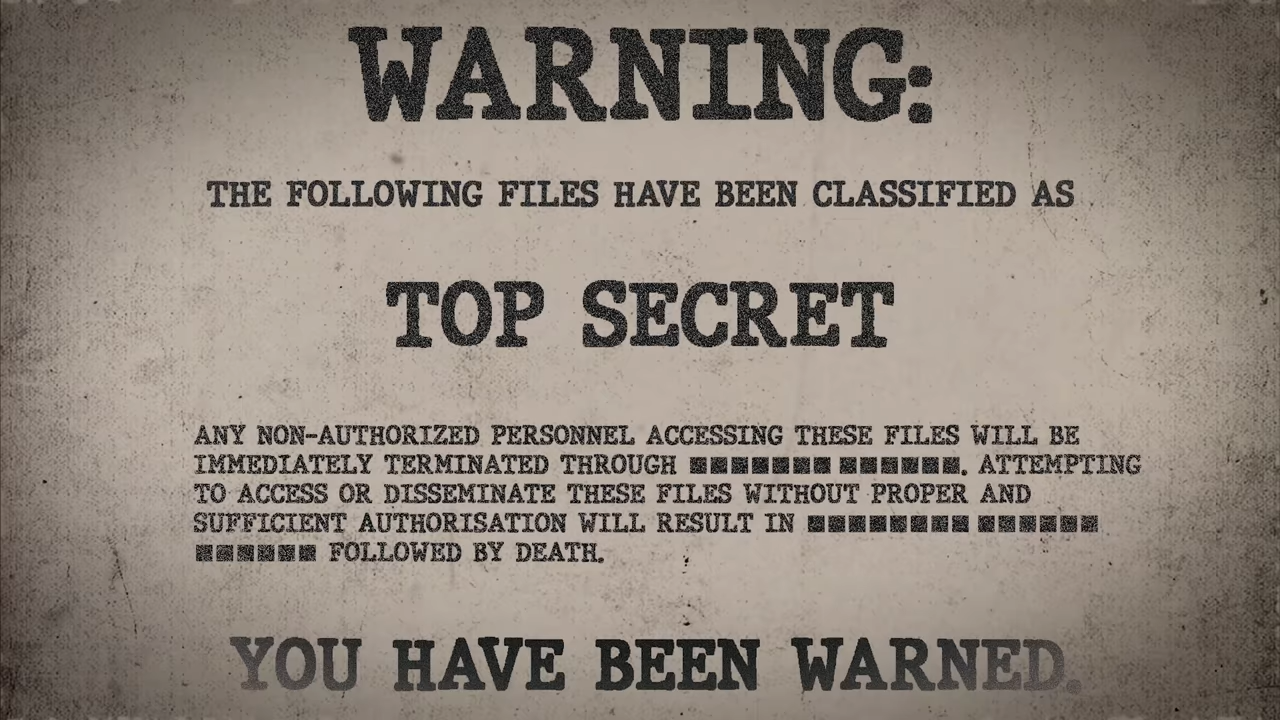 WARNING:
THE FOLLOWING FILES HAVE BEEN CLASSIFIED AS
TOP SECRET
ANY NON-AUTHORIZED PERSONNEL ACCESSING THESE FILES WILL BE
IMMEDIATELY TERMINATED THROUGH ■■■■■■■ ■■■■■■. ATTEMPTING
TO ACCESS OR DISSEMINATE THESE FILES WITHOUT PROPER AND
SUFFICIENT AUTHORISATION WILL RESULT IN ■■■■■■■■ ■■■■■■
■■■■■■ FOLLOWED BY DEATH.
YOU HAVE BEEN WARNED.